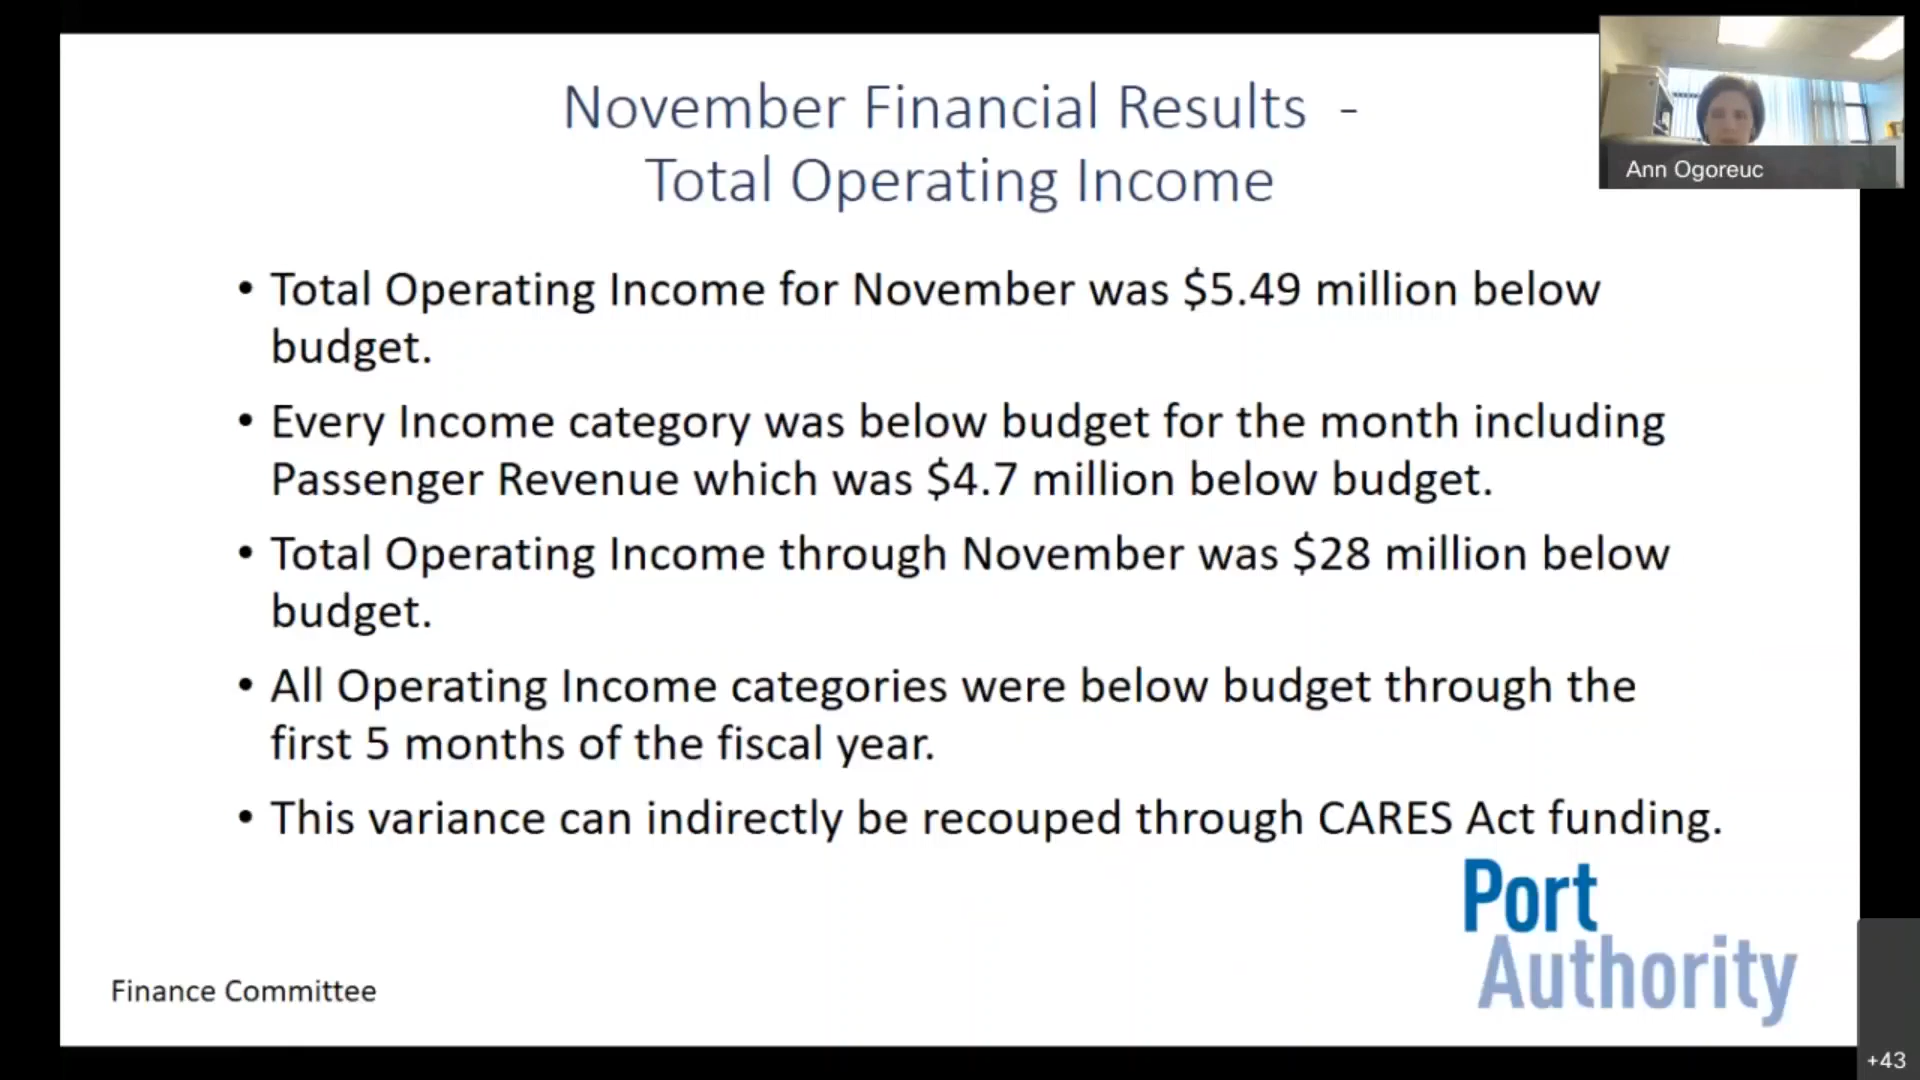 November Financial Results -
Total Operating Income
Ann Ogoreuc
• Total Operating Income for November was $5.49 million below
budget.
• Every Income category was below budget for the month including
Passenger Revenue which was $4.7 million below budget.
• Total Operating Income through November was $28 million below
budget.
• All Operating Income categories were below budget through the
first 5 months of the fiscal year.
• This variance can indirectly be recouped through CARES Act funding.
Port
Authority
Finance Committee
+43